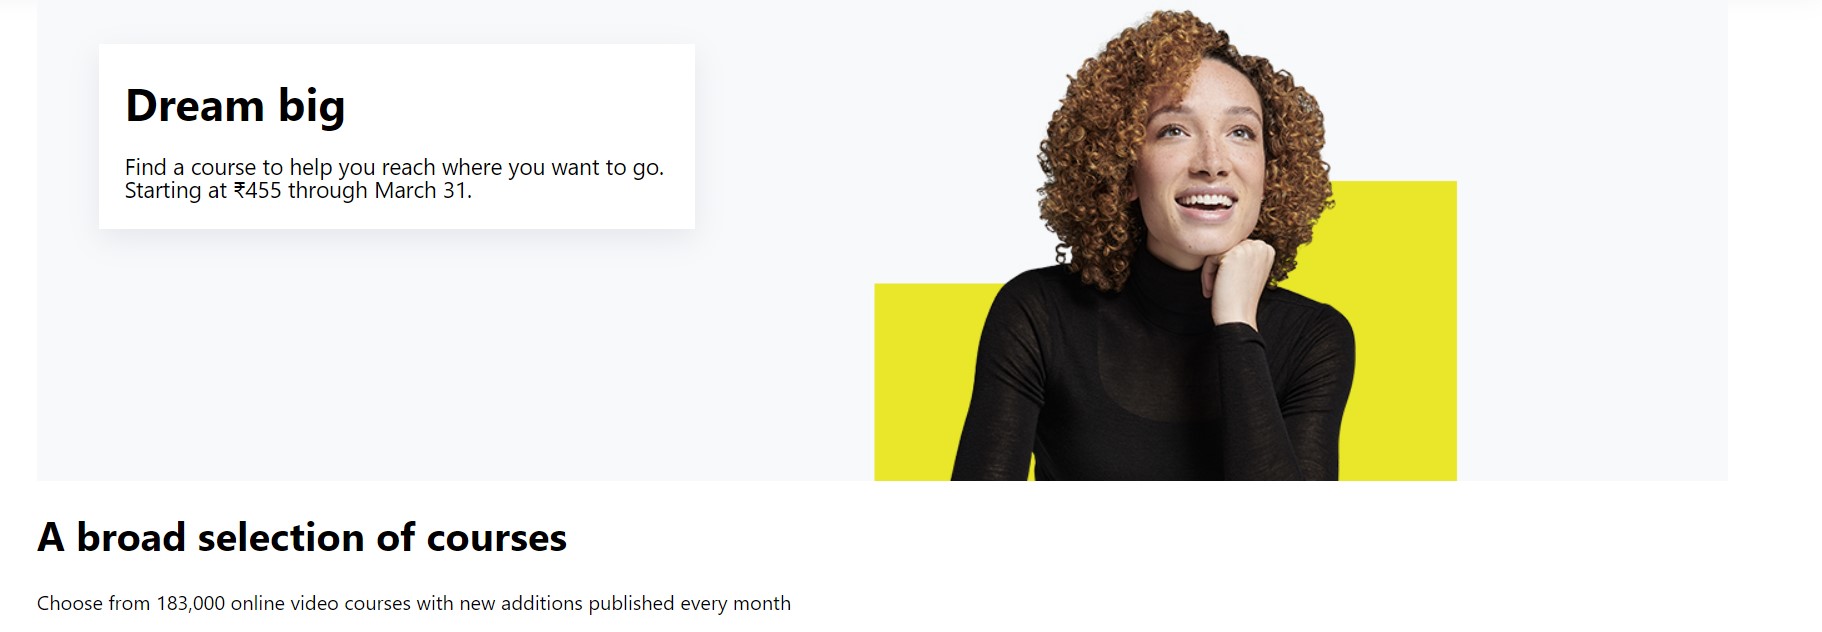 Dream big
Find a course to help you reach where you want to go.
Starting at ₹455 through March 31.
A broad selection of courses
Choose from 183,000 online video courses with new additions published every month